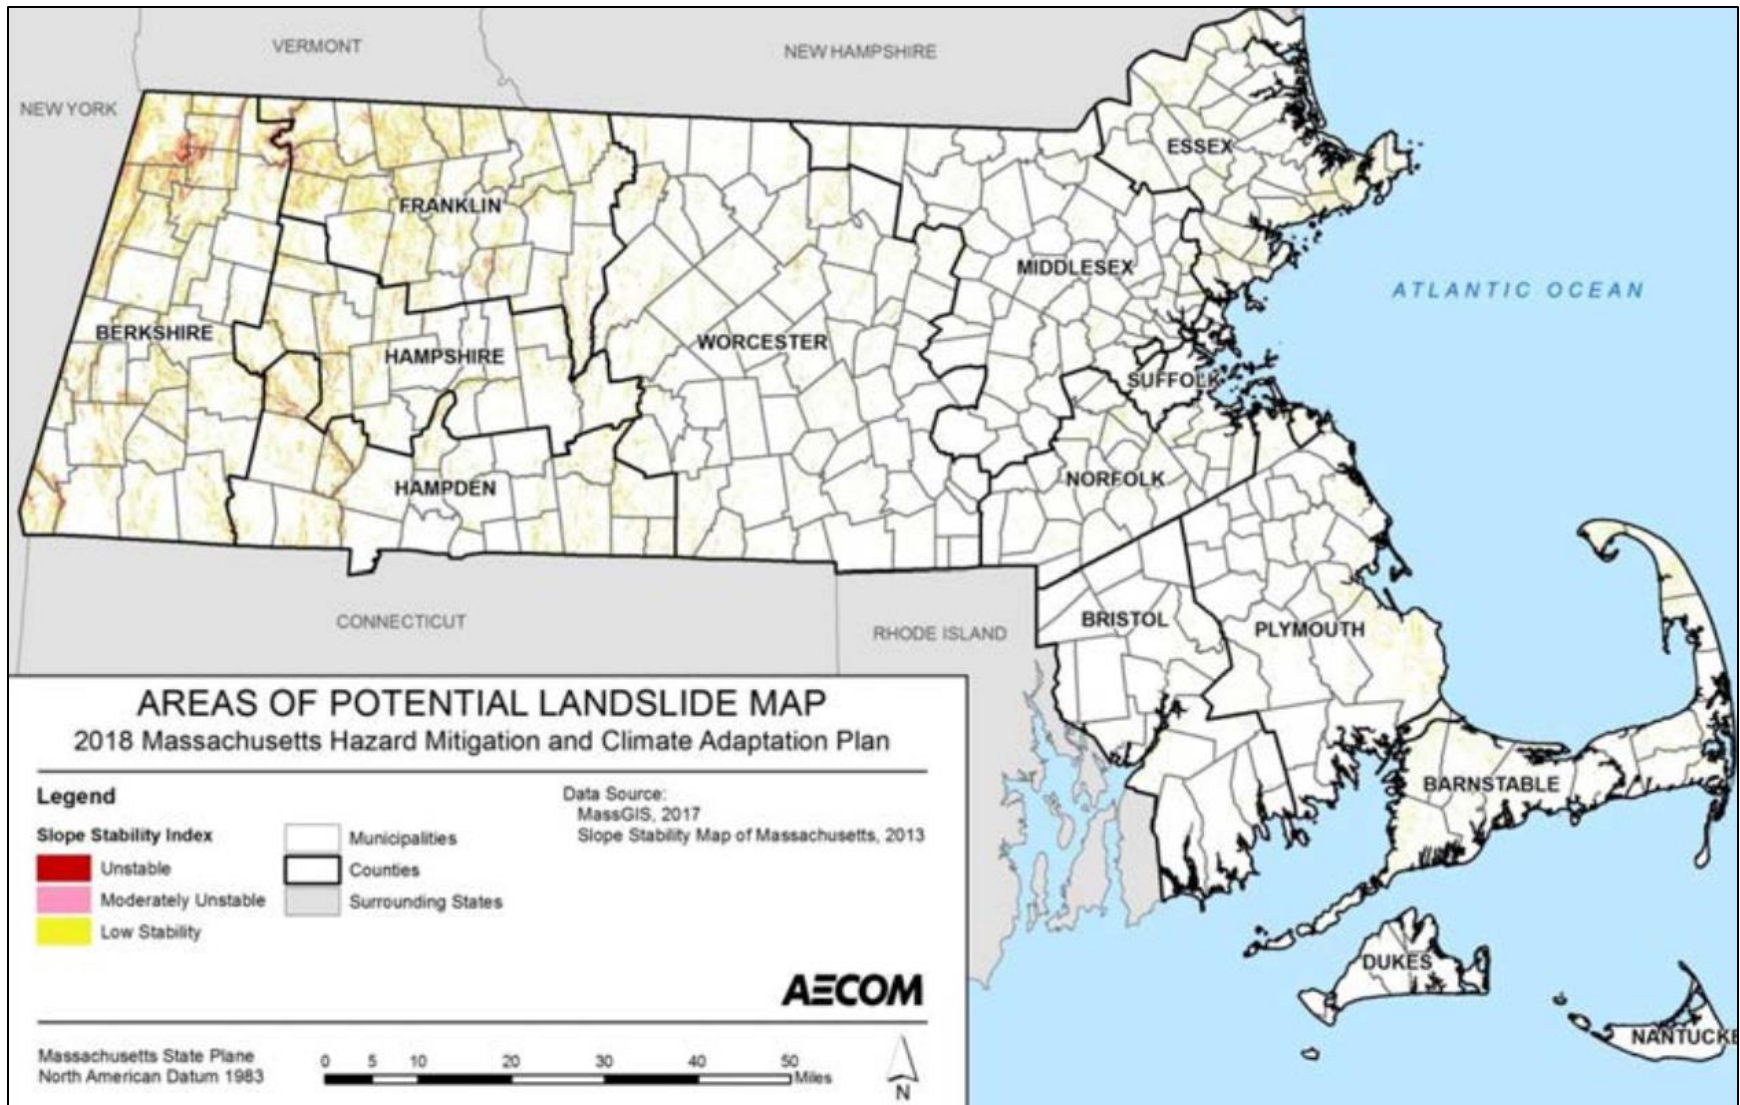 VERMONT
NEW HAMPSHIRE
NEW YORK
ESSEX
FRANKLIN
MIDDLESEX
ATLANTIC OCEAN
BERKSHIRE
HAMPSHIRE
WORCESTER
SUFFOLK
HAMPDEN
NORFOLK
CONNECTICUT
RHODE ISLAND
BRISTOL
PLYMOUTH
BARNSTABLE
DUKES
NANTUCKE
AREAS OF POTENTIAL LANDSLIDE MAP
2018 Massachusetts Hazard Mitigation and Climate Adaptation Plan
Legend
Slope Stability Index
Unstable
Moderately Unstable
Low Stability
Municipalities
Counties
Surrounding States
Data Source:
MassGIS, 2017
Slope Stability Map of Massachusetts, 2013
AECOM
Massachusetts State Plane
North American Datum 1983
0 5 10 20 30 40 50
Miles
N